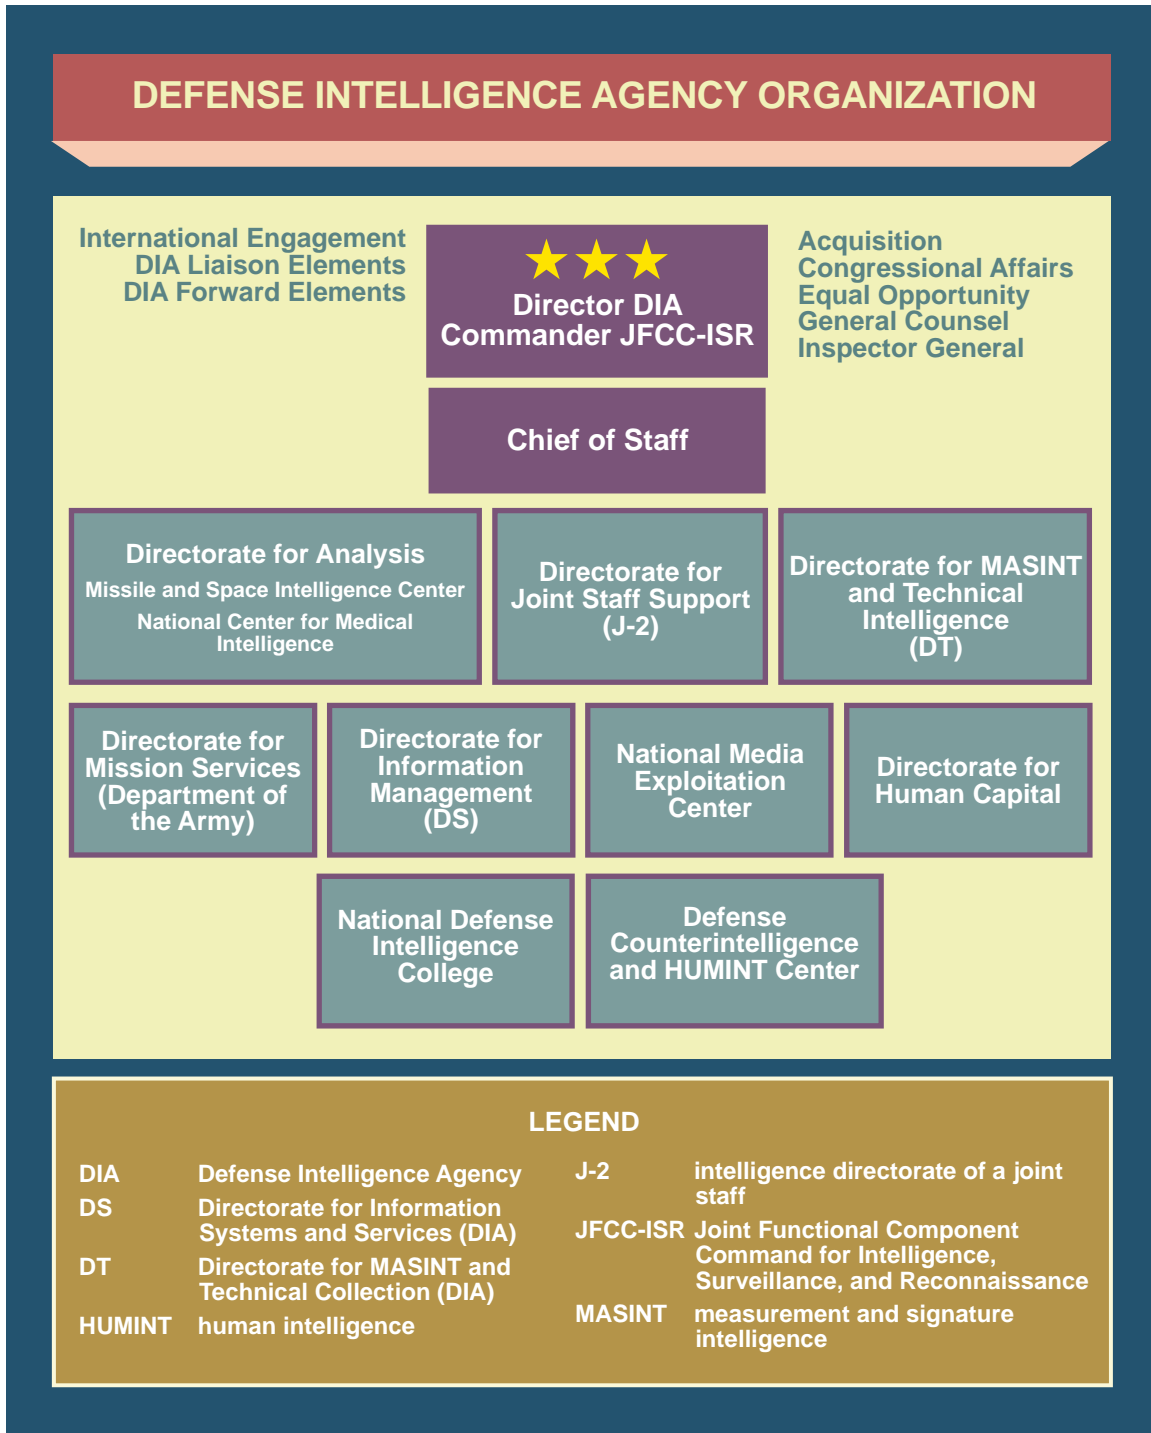 DEFENSE INTELLIGENCE AGENCY ORGANIZATION
International Engagement
DIA Liaison Elements
DIA Forward Elements
Director DIA
Commander JFCC-ISR
Acquisition
Congressional Affairs
Equal Opportunity
General Counsel
Inspector General
Chief of Staff
Directorate for Analysis
Missile and Space Intelligence Center
National Center for Medical
Intelligence
Directorate for
Joint Staff Support
(J-2)
Directorate for MASINT
and Technical
Intelligence
(DT)
Directorate for
Mission Services
(Department of
the Army)
Directorate for
Information
Management
(DS)
National Media
Exploitation
Center
Directorate for
Human Capital
National Defense
Intelligence
College
Defense
Counterintelligence
and HUMINT Center
LEGEND
DIA Defense Intelligence Agency
DS Directorate for Information
Systems and Services (DIA)
DT Directorate for MASINT and
Technical Collection (DIA)
HUMINT human intelligence
J-2 intelligence directorate of a joint
staff
JFCC-ISR Joint Functional Component
Command for Intelligence,
Surveillance, and Reconnaissance
MASINT measurement and signature
intelligence